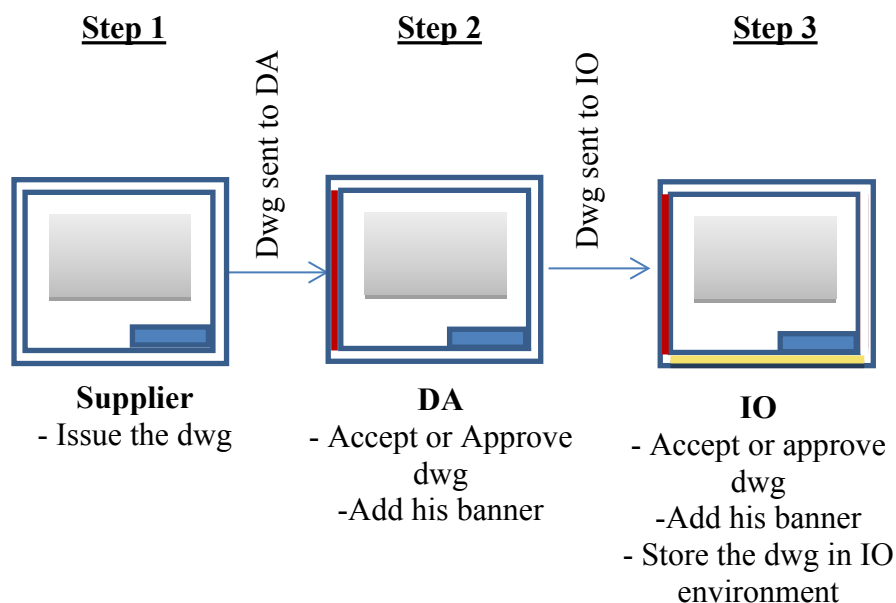 Step 1
Step 2
Step 3
Dwg sent to DA
Dwg sent to IO
Supplier
- Issue the dwg
DA
- Accept or Approve
dwg
-Add his banner
IO
- Accept or approve
dwg
-Add his banner
- Store the dwg in IO
environment